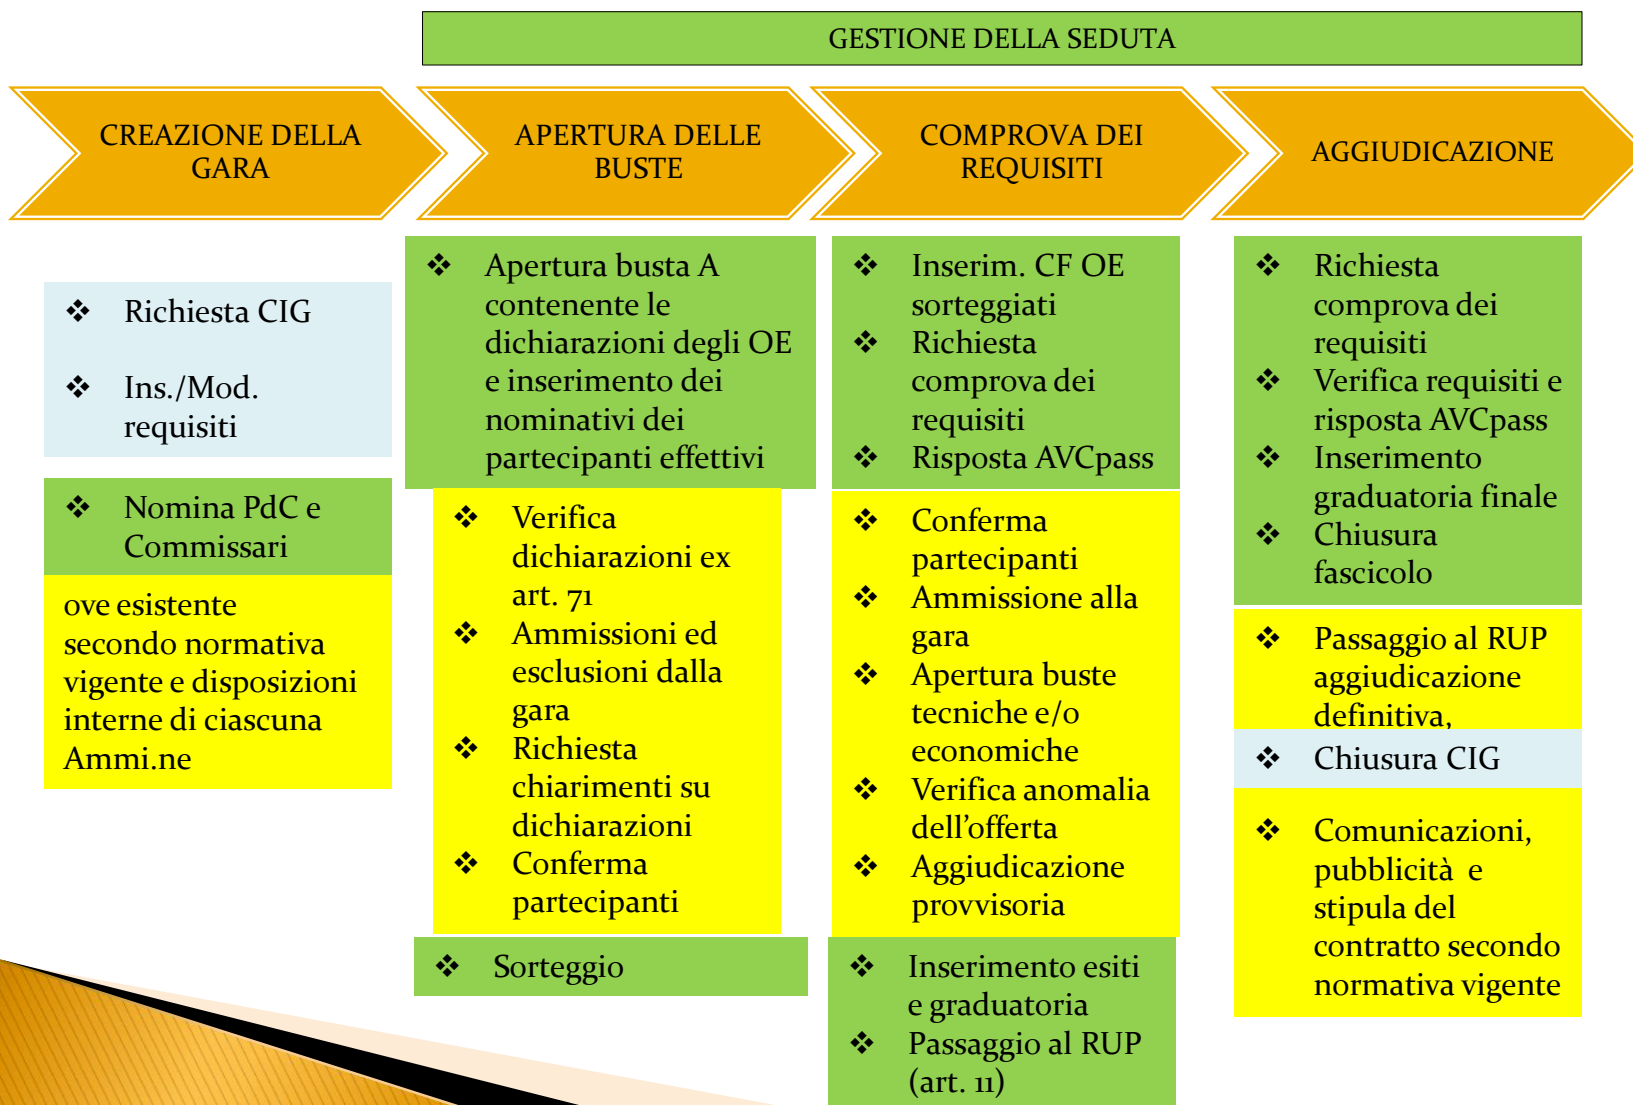 GESTIONE DELLA SEDUTA
CREAZIONE DELLA
GARA
APERTURA DELLE
BUSTE
COMPROVA DEI
REQUISITI
AGGIUDICAZIONE
❖ Richiesta CIG
❖ Ins./Mod.
requisiti
❖ Nomina PdC e
Commissari
ove esistente
secondo normativa
vigente e disposizioni
interne di ciascuna
Ammi.ne
❖ Apertura busta A
contenente le
dichiarazioni degli OE
e inserimento dei
nominativi dei
partecipanti effettivi
❖ Verifica
dichiarazioni ex
art. 71
❖ Ammissioni ed
esclusioni dalla
gara
❖ Richiesta
chiarimenti su
dichiarazioni
❖ Conferma
partecipanti
❖ Sorteggio
❖ Inserim. CF OE
sorteggiati
❖ Richiesta
comprova dei
requisiti
❖ Risposta AVCpass
❖ Conferma
partecipanti
❖ Ammissione alla
gara
❖ Apertura buste
tecniche e/o
economiche
❖ Verifica anomalia
dell’offerta
❖ Aggiudicazione
provvisoria
❖ Inserimento esiti
e graduatoria
❖ Passaggio al RUP
(art. 11)
❖ Richiesta
comprova dei
requisiti
❖ Verifica requisiti e
risposta AVCpass
❖ Inserimento
graduatoria finale
❖ Chiusura
fascicolo
❖ Passaggio al RUP
aggiudicazione
definitiva,
❖ Chiusura CIG
❖ Comunicazioni,
pubblicità e
stipula del
contratto secondo
normativa vigente